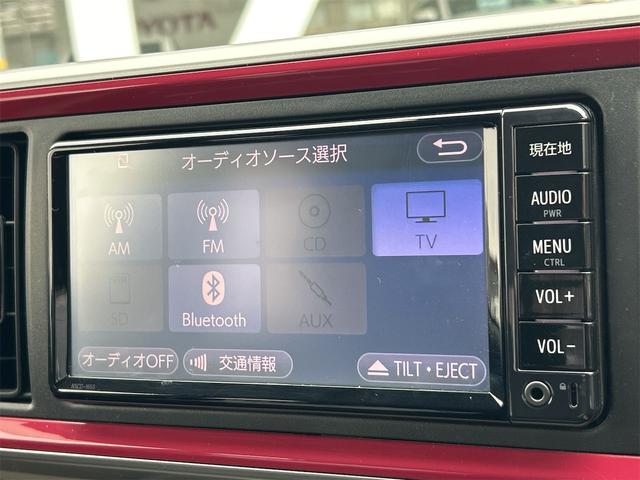 TOYOTA
オーディオソース選択
AM
FM
CD
TV
SD
Bluetooth
AUX
オーディオOFF
交通情報
TILT・EJECT
現在地
AUDIO
PWR
MENU
CTRL
VOL+
VOL-